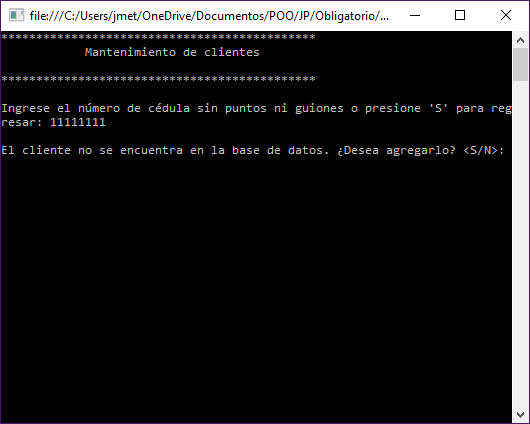 file:///C:/Users/jmet/OneDrive/Documentos/POO/JP/Obligatorio/...
*********************************************
Mantenimiento de clientes
*********************************************
Ingrese el número de cédula sin puntos ni guiones o presione 'S' para reg
resar: 11111111
El cliente no se encuentra en la base de datos. ¿Desea agregarlo? <S/N>: